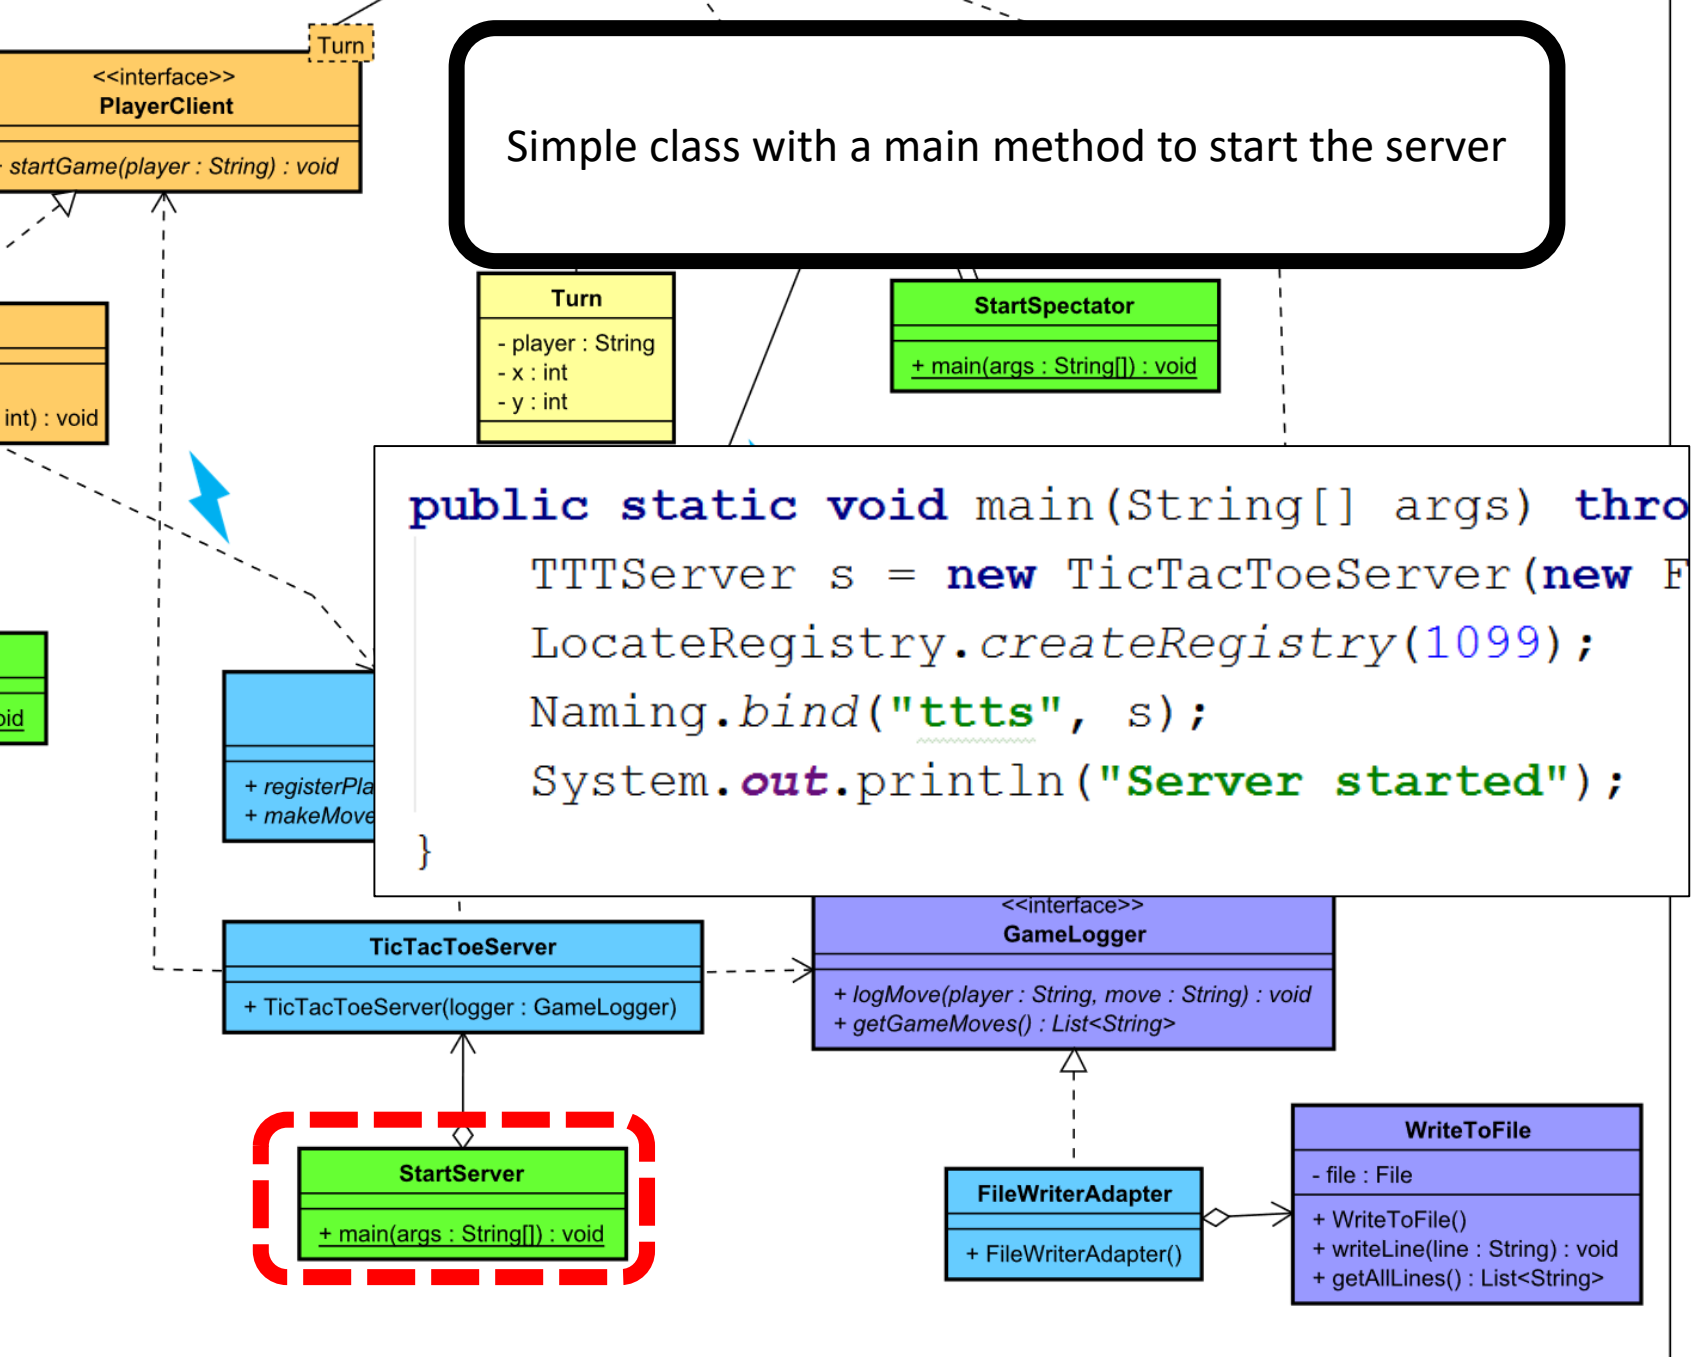 Turn
<<interface>>
PlayerClient
startGame(player : String) : void
Simple class with a main method to start the server
Turn
- player : String
- x : int
- y : int
StartSpectator
+ main(args : String[]) : void
int) : void
public static void main(String[] args) thro
TTTServer s = new TicTacToeServer(new F
LocateRegistry.createRegistry(1099);
Naming.bind("ttts", s);
System.out.println("Server started");
}
oid
+ registerPla
+ makeMove
TicTacToeServer
+ TicTacToeServer(logger : GameLogger)
<<interface>>
GameLogger
+ logMove(player : String, move : String) : void
+ getGameMoves() : List<String>
StartServer
+ main(args : String[]) : void
FileWriterAdapter
+ FileWriterAdapter()
WriteToFile
- file : File
+ WriteToFile()
+ writeLine(line : String) : void
+ getAllLines() : List<String>